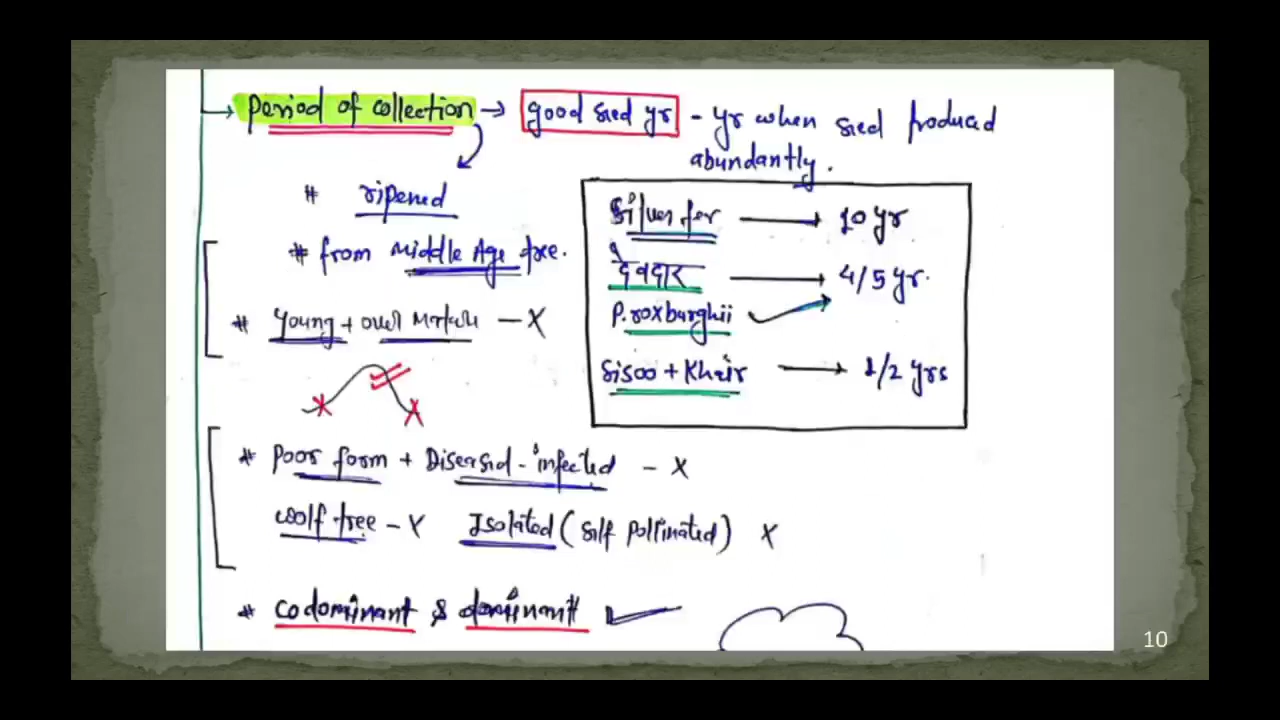 Period of collection → good seed yr - yr when seed produced
abundantly.
# ripened
# from Middle Age tree.
* Young + over Mature - X
Silver fir → 10 yr
देवदार → 4/5 yr.
P. roxburghii
Sisoo + Khair → 1/2 yrs
* Poor form + Diseased - infected - X
woolf tree - X Isolated (self pollinated) X
* codominant & dominant ✓
10